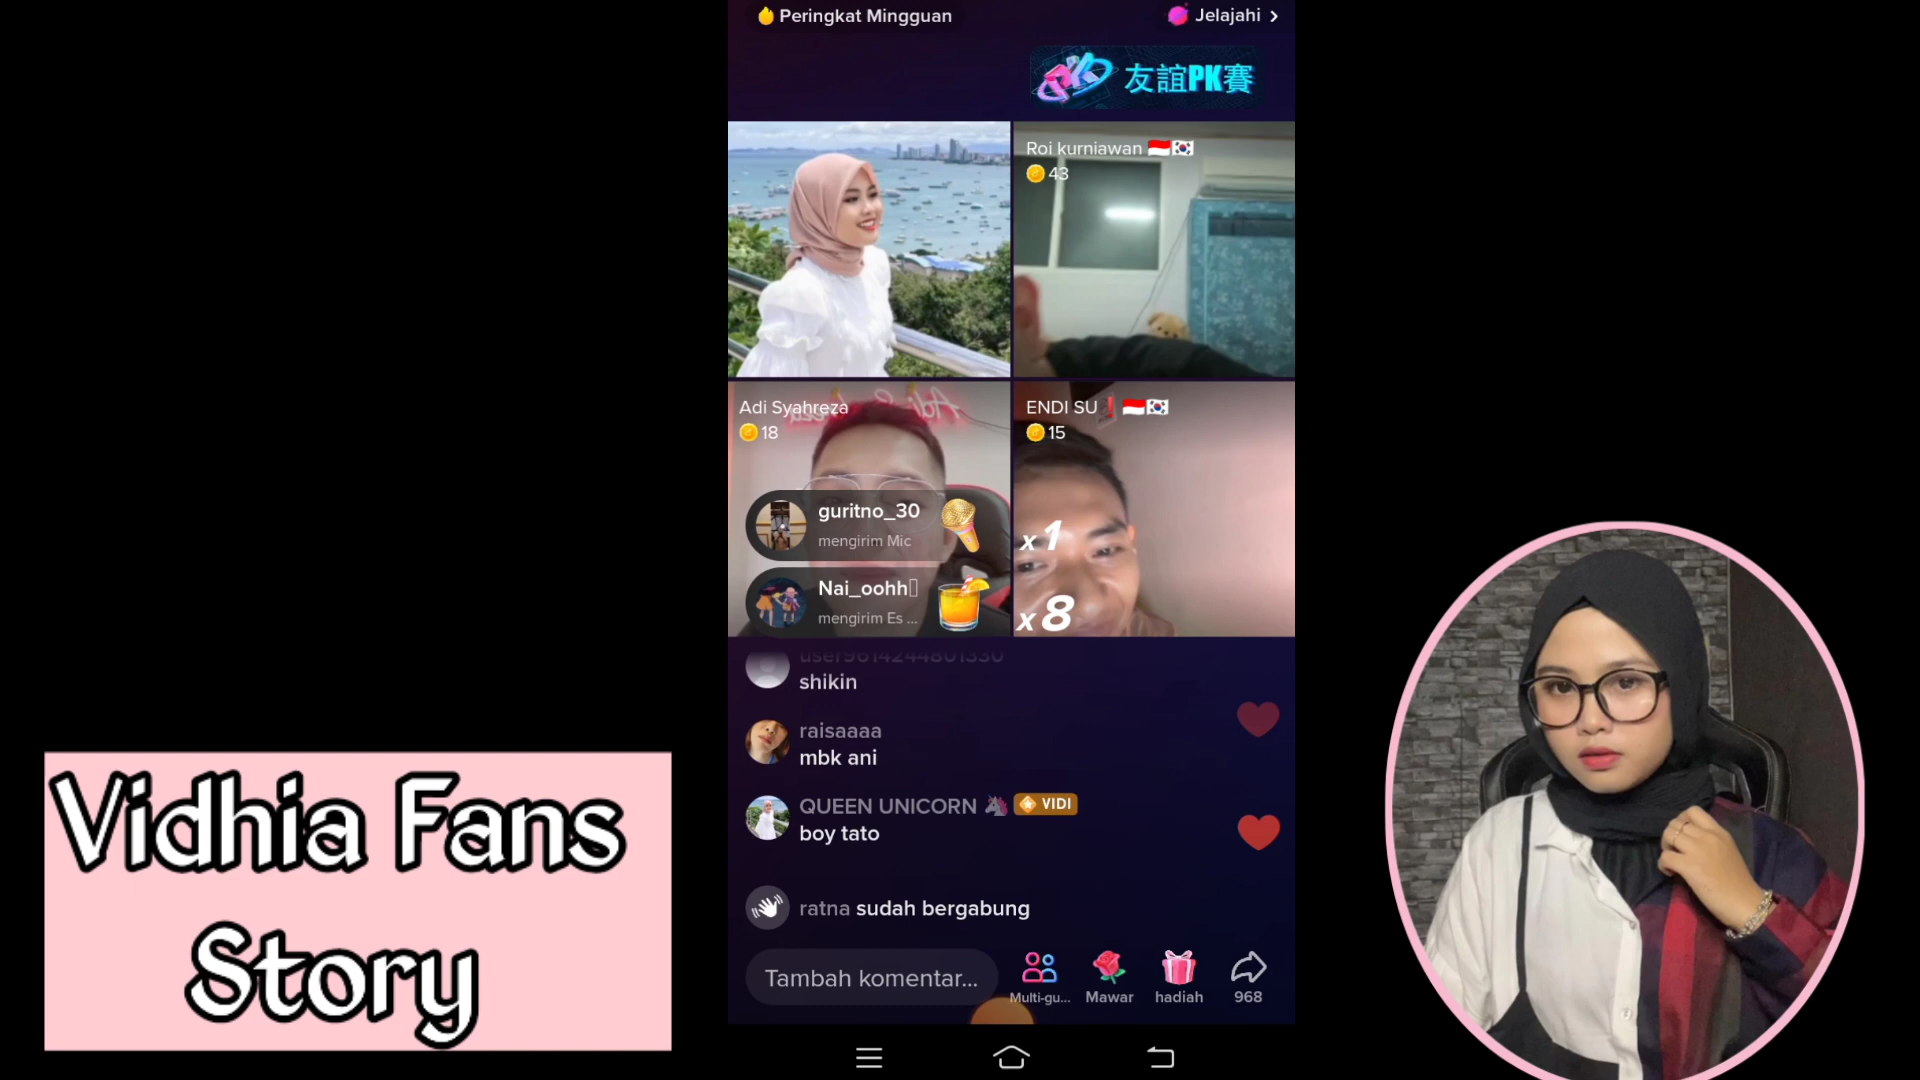 Peringkat Mingguan
Jelajahi
友誼PK賽
Roi kurniawan
43
Adi Syahreza
18
ENDI SU
15
guritno_30
mengirim Mic
x1
Nai_oohh
mengirim Es ...
x8
user9614244801330
shikin
raisaaaa
mbk ani
QUEEN UNICORN VIDI
boy tato
ratna sudah bergabung
Tambah komentar...
Multi-gu...
Mawar
hadiah
968
Vidhia Fans
Story